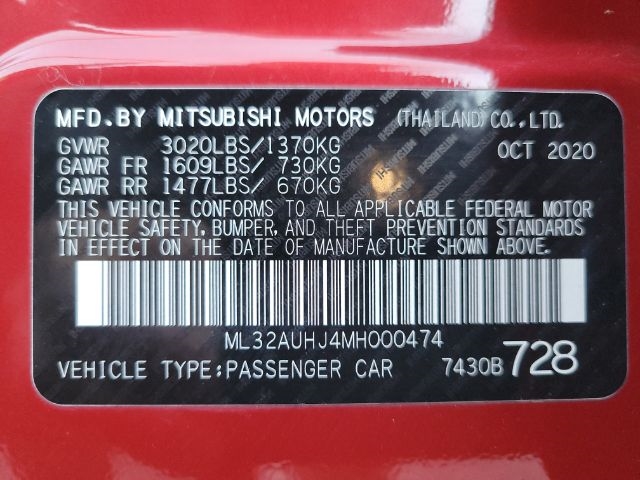 MFD.BY MITSUBISHI MOTORS (THAILAND)CO.,LTD.
GVWR 3020LBS/1370KG OCT 2020
GAWR FR 1609LBS/ 730KG
GAWR RR 1477LBS/ 670KG
THIS VEHICLE CONFORMS TO ALL APPLICABLE FEDERAL MOTOR
VEHICLE SAFETY, BUMPER, AND THEFT PREVENTION STANDARDS
IN EFFECT ON THE DATE OF MANUFACTURE SHOWN ABOVE.
ML32AUHJ4MH000474
VEHICLE TYPE:PASSENGER CAR 7430B 728